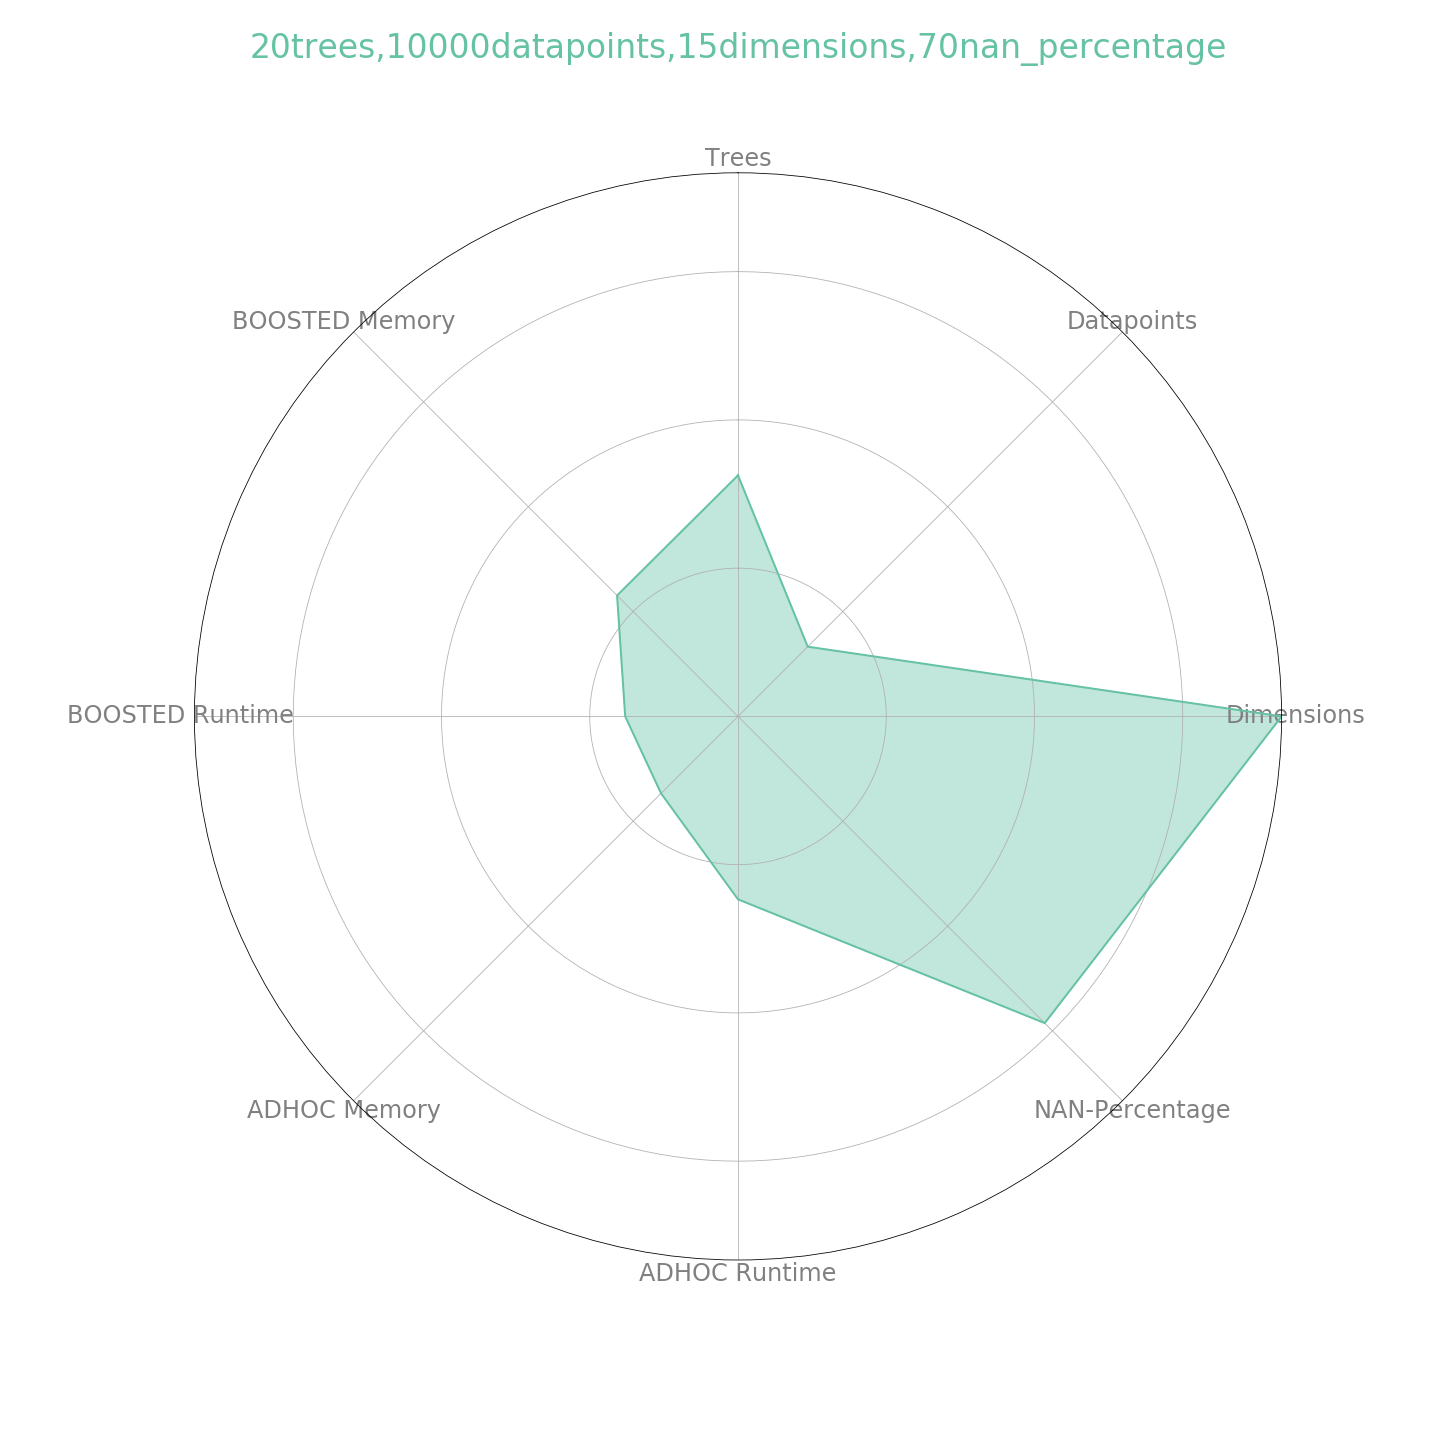 20trees,10000datapoints,15dimensions,70nan_percentage
Trees
BOOSTED Memory
Datapoints
BOOSTED Runtime
Dimensions
ADHOC Memory
NAN-Percentage
ADHOC Runtime